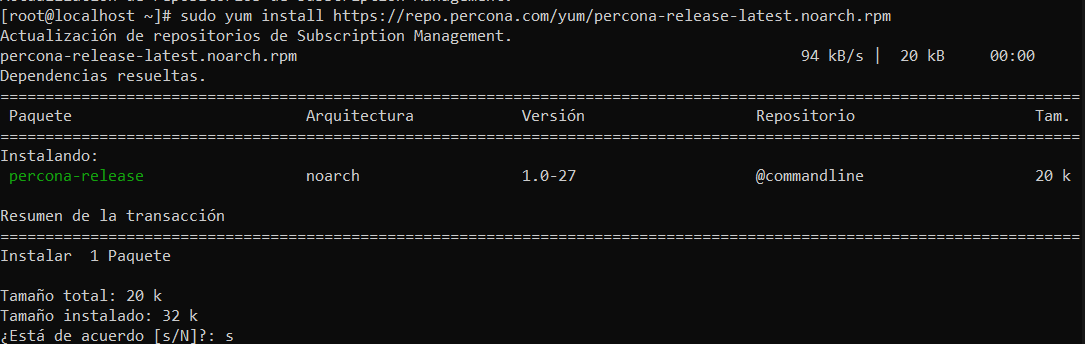 [root@localhost ~]# sudo yum install https://repo.percona.com/yum/percona-release-latest.noarch.rpm
Actualización de repositorios de Subscription Management.
percona-release-latest.noarch.rpm 94 kB/s | 20 kB 00:00
Dependencias resueltas.
========================================================================================================================
Paquete Arquitectura Versión Repositorio Tam.
========================================================================================================================
Instalando:
percona-release noarch 1.0-27 @commandline 20 k
Resumen de la transacción
========================================================================================================================
Instalar 1 Paquete
Tamaño total: 20 k
Tamaño instalado: 32 k
¿Está de acuerdo [s/N]?: s